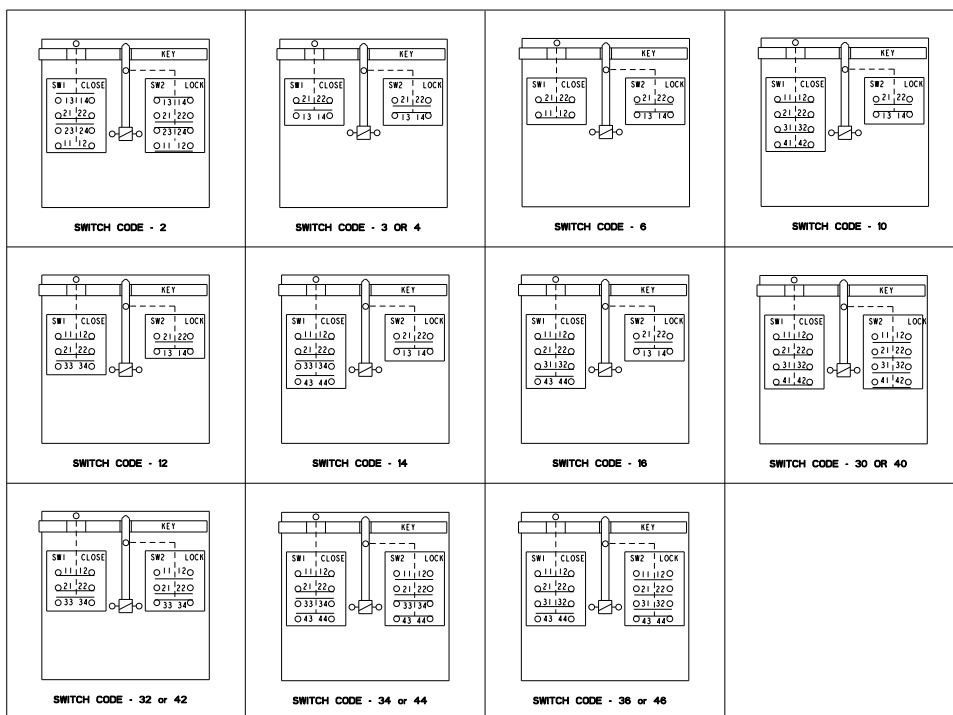 KEY
SW1 CLOSE SW2 LOCK
13 14 13 14
21 22 21 22
23 24 23 24
11 12 11 12
SWITCH CODE - 2
KEY
SW1 CLOSE SW2 LOCK
21 22 21 22
13 14 13 14
SWITCH CODE - 3 OR 4
KEY
SW1 CLOSE SW2 LOCK
21 22 21 22
11 12 13 14
SWITCH CODE - 6
KEY
SW1 CLOSE SW2 LOCK
11 12 21 22
21 22 13 14
31 32
41 42
SWITCH CODE - 10
KEY
SW1 CLOSE SW2 LOCK
11 12 21 22
21 22 13 14
33 34
SWITCH CODE - 12
KEY
SW1 CLOSE SW2 LOCK
11 12 21 22
21 22 13 14
33 34
43 44
SWITCH CODE - 14
KEY
SW1 CLOSE SW2 LOCK
11 12 21 22
21 22 13 14
31 32
43 44
SWITCH CODE - 16
KEY
SW1 CLOSE SW2 LOCK
11 12 11 12
21 22 21 22
31 32 31 32
41 42 41 42
SWITCH CODE - 30 OR 40
KEY
SW1 CLOSE SW2 LOCK
11 12 11 12
21 22 21 22
33 34 33 34
SWITCH CODE - 32 or 42
KEY
SW1 CLOSE SW2 LOCK
11 12 11 12
21 22 21 22
33 34 33 34
43 44 43 44
SWITCH CODE - 34 or 44
KEY
SW1 CLOSE SW2 LOCK
11 12 11 12
21 22 21 22
31 32 31 32
43 44 43 44
SWITCH CODE - 36 or 46